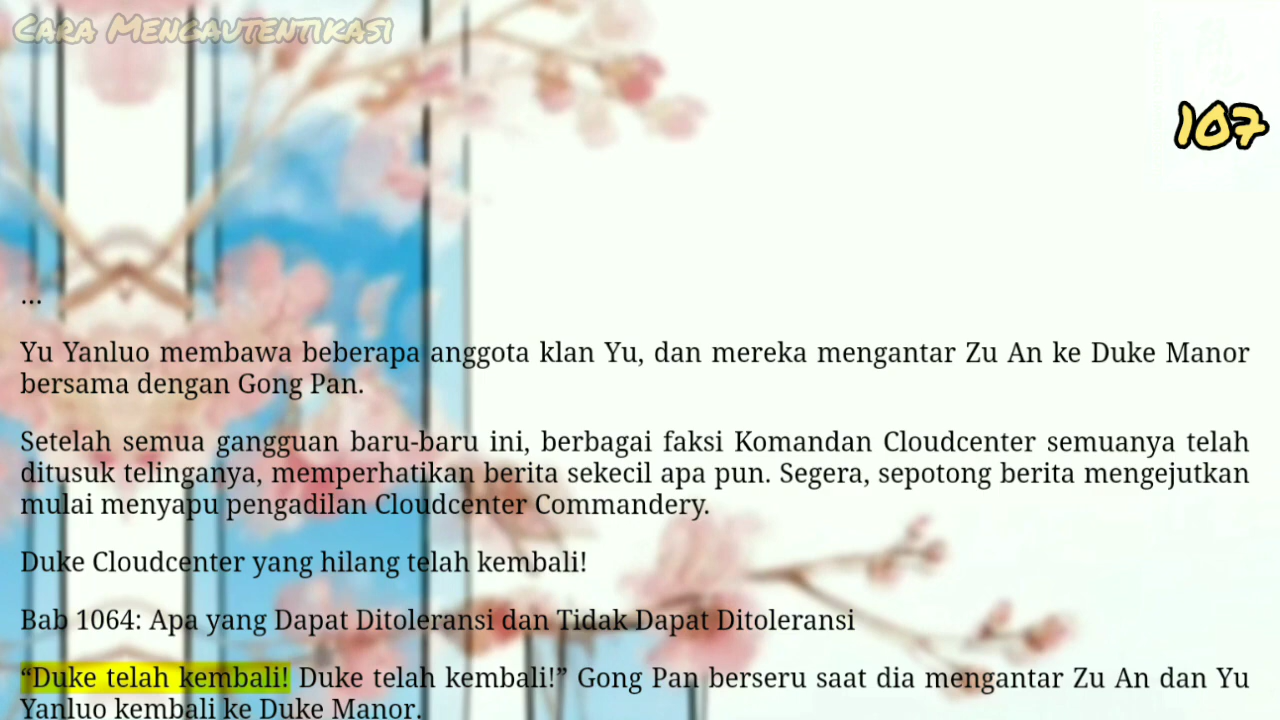 Cara Mengautentikasi
107
...
Yu Yanluo membawa beberapa anggota klan Yu, dan mereka mengantar Zu An ke Duke Manor
bersama dengan Gong Pan.
Setelah semua gangguan baru-baru ini, berbagai faksi Komandan Cloudcenter semuanya telah
ditusuk telinganya, memperhatikan berita sekecil apa pun. Segera, sepotong berita mengejutkan
mulai menyapu pengadilan Cloudcenter Commandery.
Duke Cloudcenter yang hilang telah kembali!
Bab 1064: Apa yang Dapat Ditoleransi dan Tidak Dapat Ditoleransi
“Duke telah kembali! Duke telah kembali!” Gong Pan berseru saat dia mengantar Zu An dan Yu
Yanluo kembali ke Duke Manor.